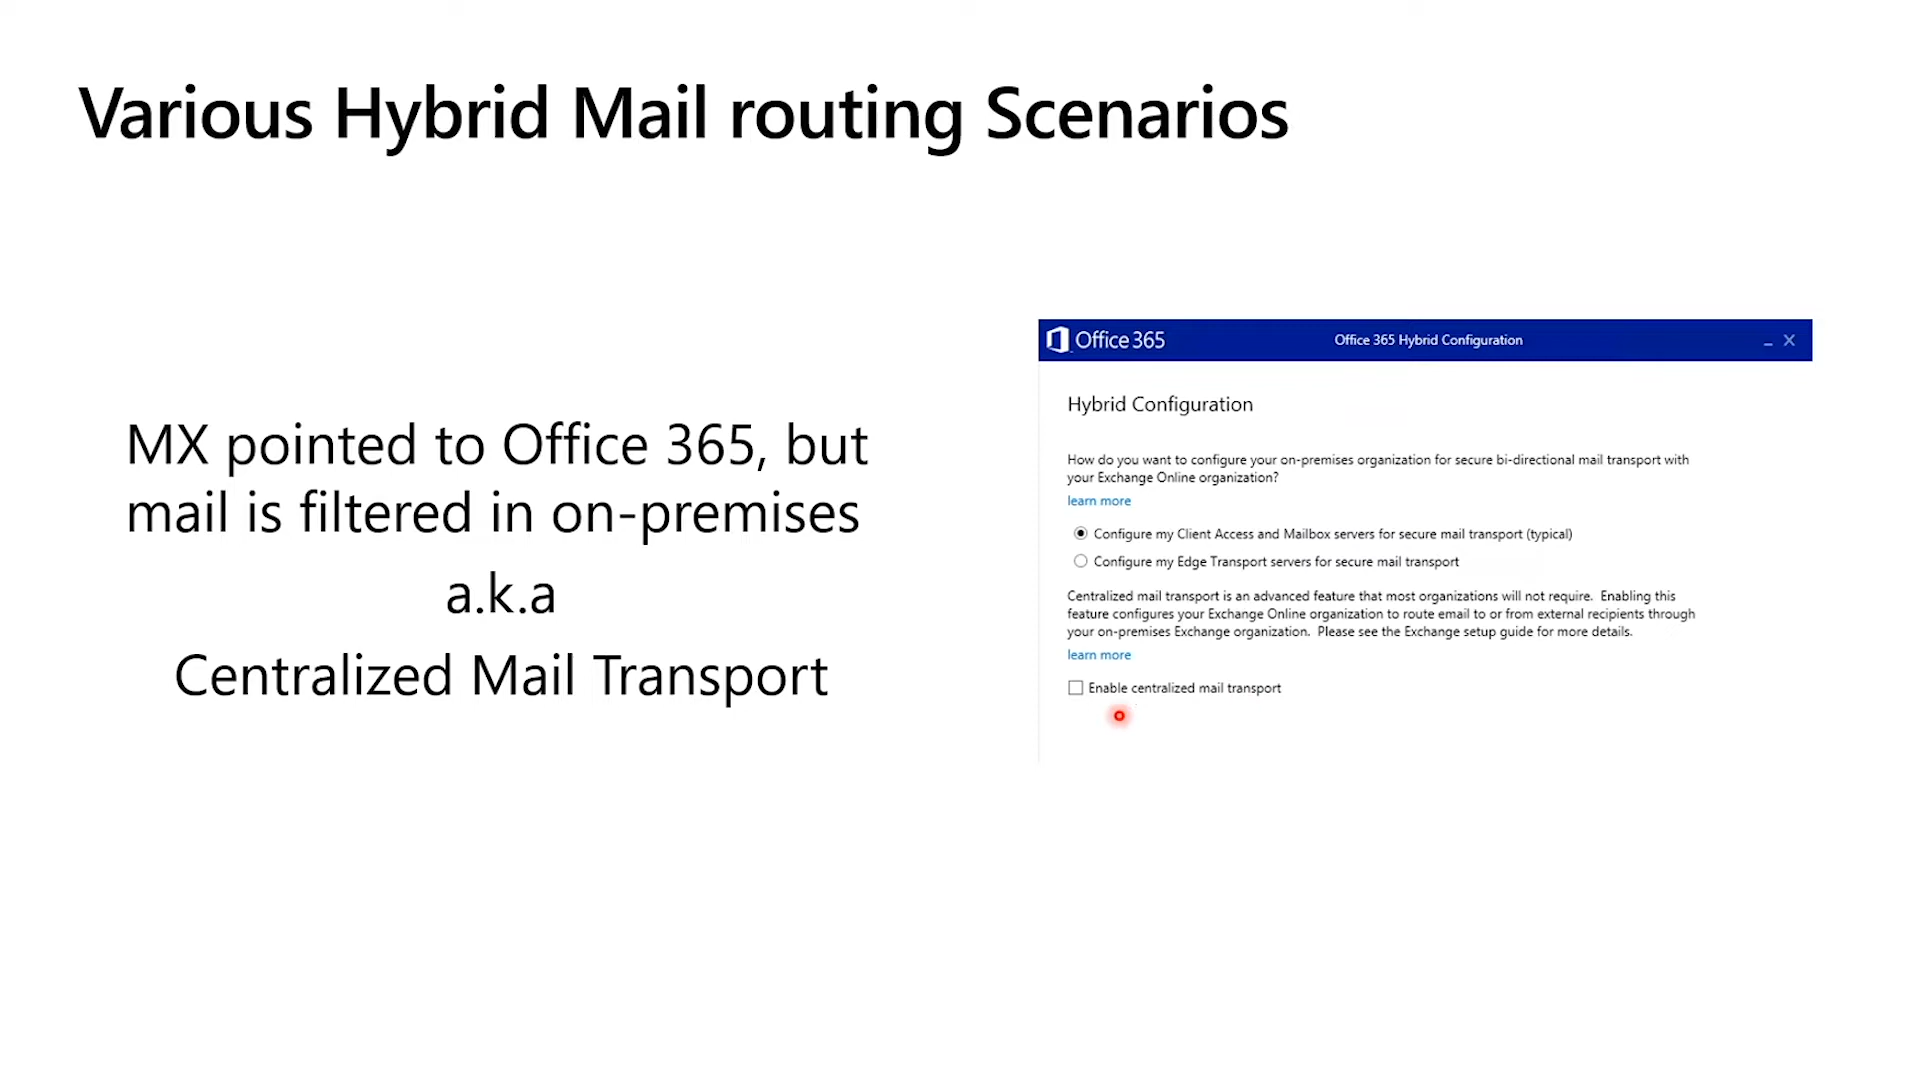 Various Hybrid Mail routing Scenarios
MX pointed to Office 365, but
mail is filtered in on-premises
a.k.a
Centralized Mail Transport
Office 365
Office 365 Hybrid Configuration
Hybrid Configuration
How do you want to configure your on-premises organization for secure bi-directional mail transport with
your Exchange Online organization?
learn more
Configure my Client Access and Mailbox servers for secure mail transport (typical)
Configure my Edge Transport servers for secure mail transport
Centralized mail transport is an advanced feature that most organizations will not require.  Enabling this
feature configures your Exchange Online organization to route email to or from external recipients through
your on-premises Exchange organization.  Please see the Exchange setup guide for more details.
learn more
Enable centralized mail transport